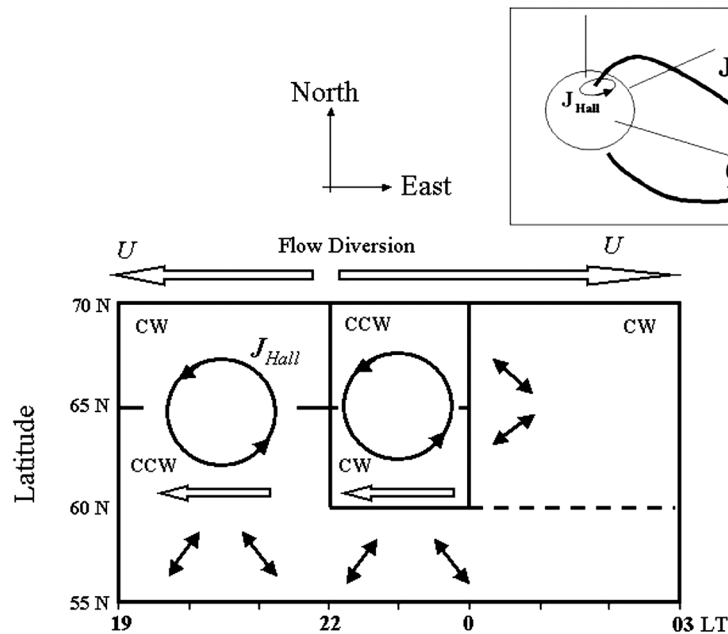 North
East
J Hall
J
U
Flow Diversion
U
70 N
CW
CCW
CW
J Hall
65 N
CCW
CW
Latitude
60 N
55 N
19
22
0
03 LT